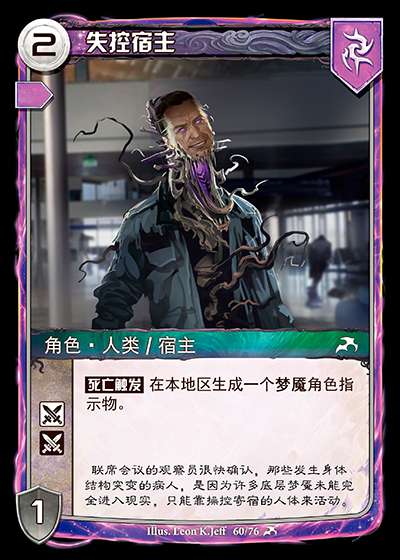 2
失控宿主
角色·人类 / 宿主
死亡触发 在本地区生成一个梦魇角色指
示物。
联席会议的观察员很快确认，那些发生身体
结构突变的病人，是因为许多底层梦魇未能完
全进入现实，只能靠操控寄宿的人体来活动。
1
Illus. Leon K.Jeff 60/76